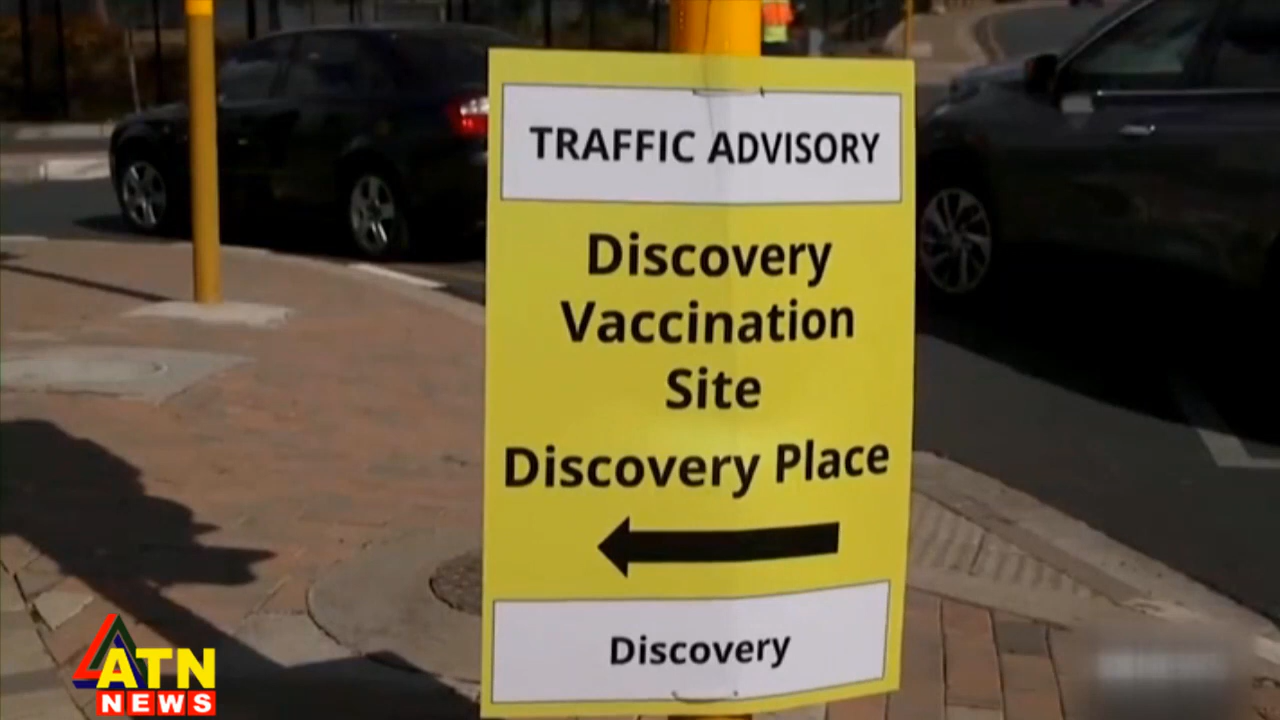 TRAFFIC ADVISORY
Discovery
Vaccination
Site
Discovery Place
Discovery
ATN
NEWS